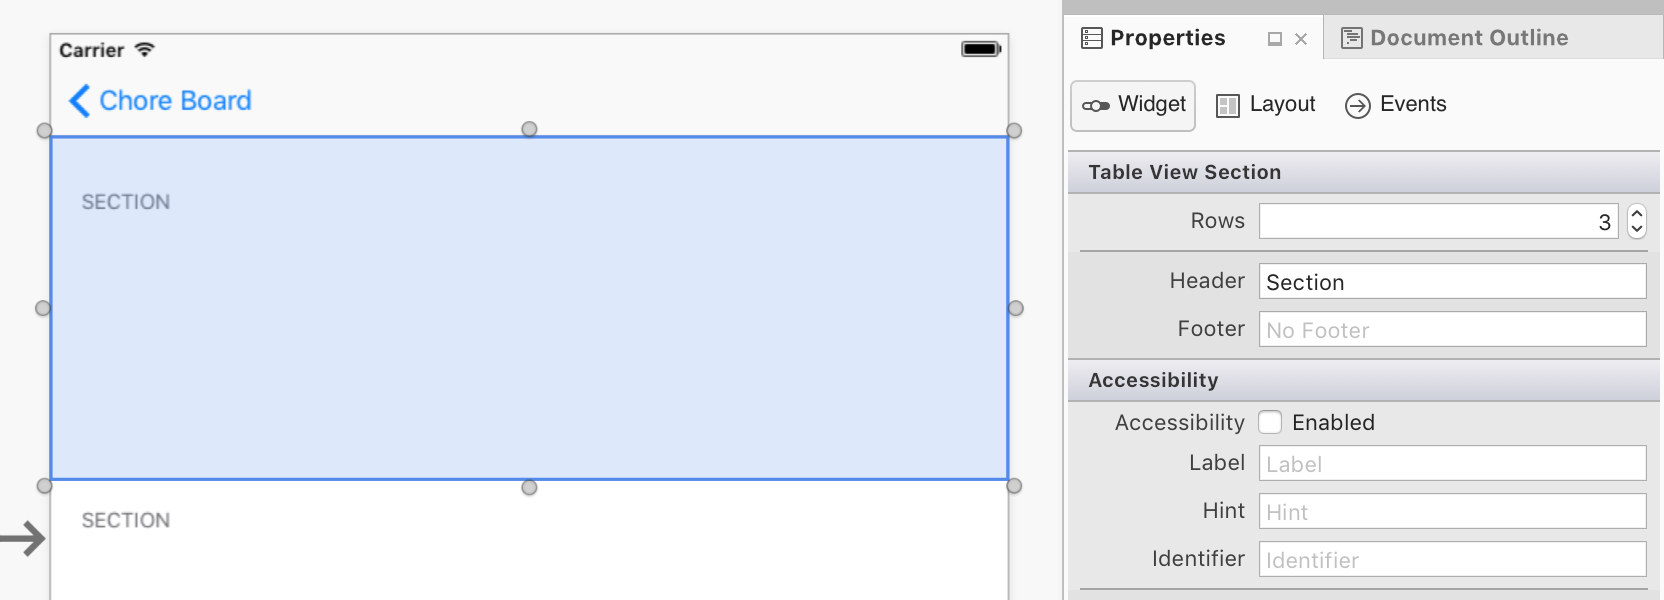 Carrier
Chore Board
SECTION
SECTION
Properties
Document Outline
Widget
Layout
Events
Table View Section
Rows 3
Header Section
Footer No Footer
Accessibility
Accessibility Enabled
Label Label
Hint Hint
Identifier Identifier